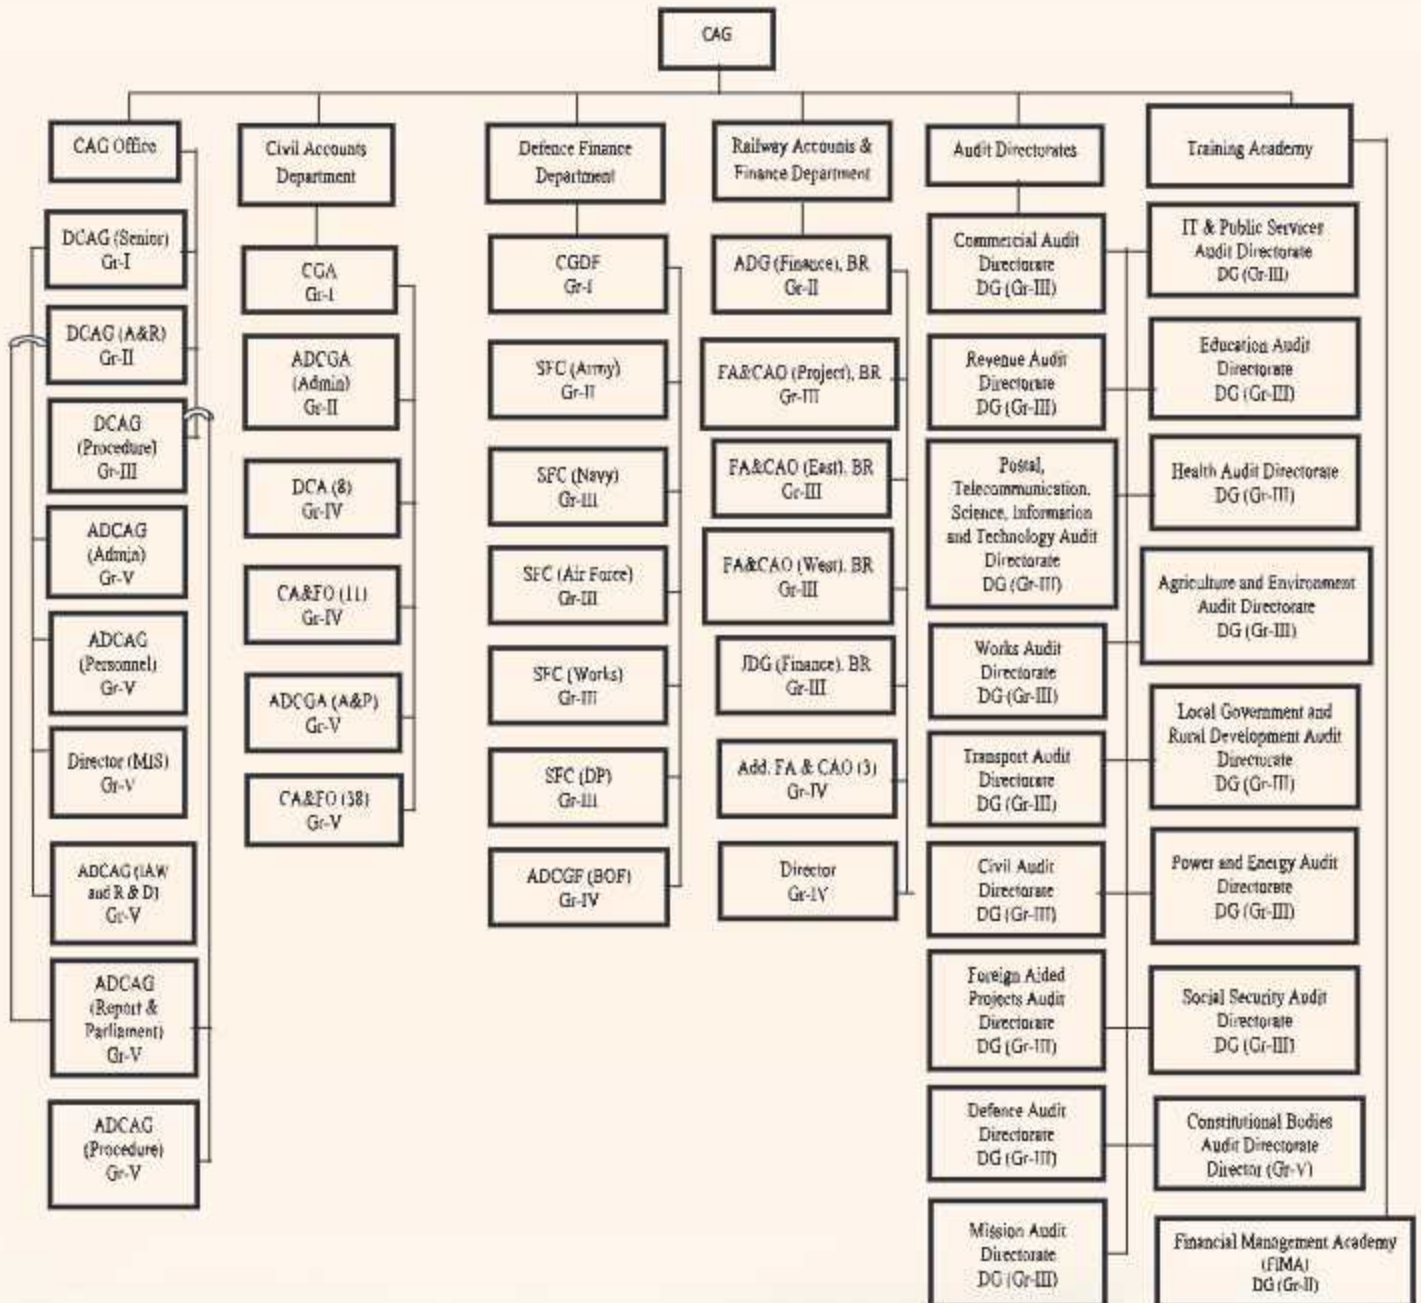 CAG
CAG Office
DCAG (Senior)
Gr-I
DCAG (A&R)
Gr-II
DCAG
(Procedure)
Gr-III
ADCAG
(Admin)
Gr-V
ADCAG
(Personnel)
Gr-V
Director (MIS)
Gr-V
ADCAG (IAW
and R & D)
Gr-V
ADCAG
(Report &
Parliament)
Gr-V
ADCAG
(Procedure)
Gr-V
Civil Accounts
Department
CGA
Gr-I
ADCGA
(Admin)
Gr-II
DCA (8)
Gr-IV
CA&FO (11)
Gr-IV
ADCGA (A&P)
Gr-V
CA&FO (38)
Gr-V
Defence Finance
Department
CGDF
Gr-I
SFC (Army)
Gr-II
SFC (Navy)
Gr-III
SFC (Air Force)
Gr-III
SFC (Works)
Gr-III
SFC (DP)
Gr-III
ADCGF (BOF)
Gr-IV
Railway Accounts &
Finance Department
ADG (Finance), BR
Gr-II
FA&CAO (Project), BR
Gr-III
FA&CAO (East), BR
Gr-III
FA&CAO (West), BR
Gr-III
JDG (Finance), BR
Gr-III
Add. FA & CAO (3)
Gr-IV
Director
Gr-IV
Audit Directorates
Commercial Audit
Directorate
DG (Gr-III)
Revenue Audit
Directorate
DG (Gr-III)
Postal,
Telecommunication,
Science, Information
and Technology Audit
Directorate
DG (Gr-III)
Works Audit
Directorate
DG (Gr-III)
Transport Audit
Directorate
DG (Gr-III)
Civil Audit
Directorate
DG (Gr-III)
Foreign Aided
Projects Audit
Directorate
DG (Gr-III)
Defence Audit
Directorate
DG (Gr-III)
Mission Audit
Directorate
DG (Gr-III)
Training Academy
IT & Public Services
Audit Directorate
DG (Gr-III)
Education Audit
Directorate
DG (Gr-III)
Health Audit Directorate
DG (Gr-III)
Agriculture and Environment
Audit Directorate
DG (Gr-III)
Local Government and
Rural Development Audit
Directorate
DG (Gr-III)
Power and Energy Audit
Directorate
DG (Gr-III)
Social Security Audit
Directorate
DG (Gr-III)
Constitutional Bodies
Audit Directorate
Director (Gr-V)
Financial Management Academy
(FIMA)
DG (Gr-II)